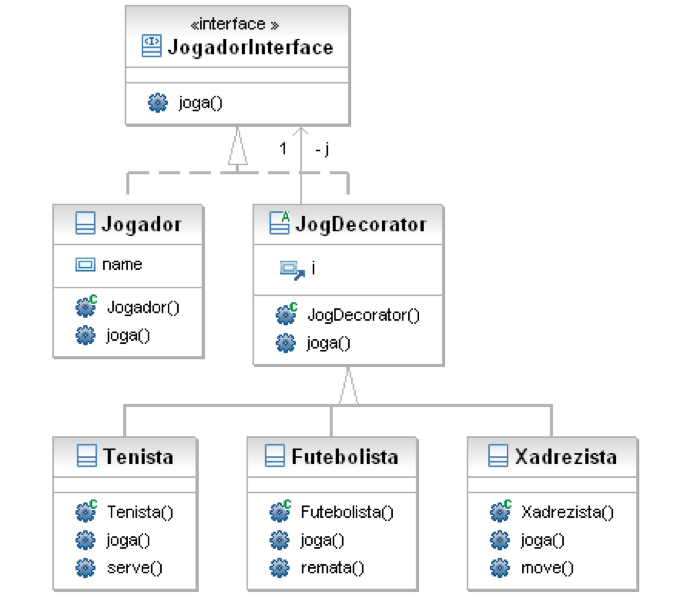 «interface »
JogadorInterface
joga()
1 - j
Jogador
name
Jogador()
joga()
JogDecorator
j
JogDecorator()
joga()
Tenista
Tenista()
joga()
serve()
Futebolista
Futebolista()
joga()
remata()
Xadrezista
Xadrezista()
joga()
move()